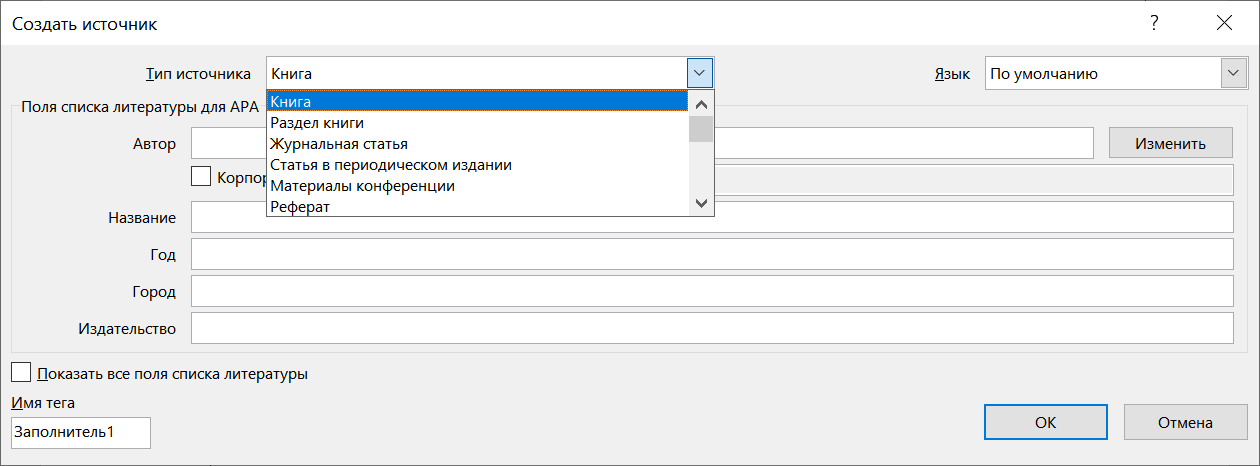 Создать источник
?
Тип источника Книга Язык По умолчанию
Книга
Раздел книги
Журнальная статья
Статья в периодическом издании
Материалы конференции
Реферат
Поля списка литературы для APA
Автор Изменить
Корпор
Название
Год
Город
Издательство
Показать все поля списка литературы
Имя тега
Заполнитель1
ОК Отмена